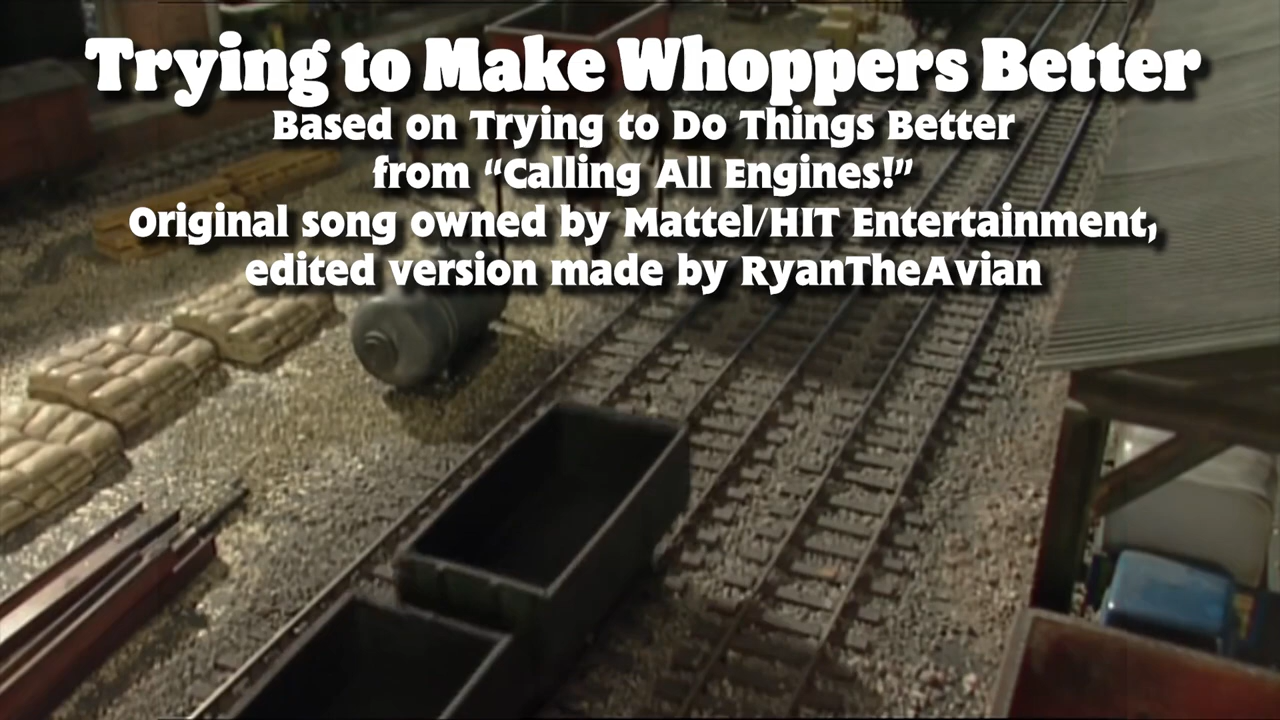 Trying to Make Whoppers Better
Based on Trying to Do Things Better
from “Calling All Engines!”
Original song owned by Mattel/HIT Entertainment,
edited version made by RyanTheAvian